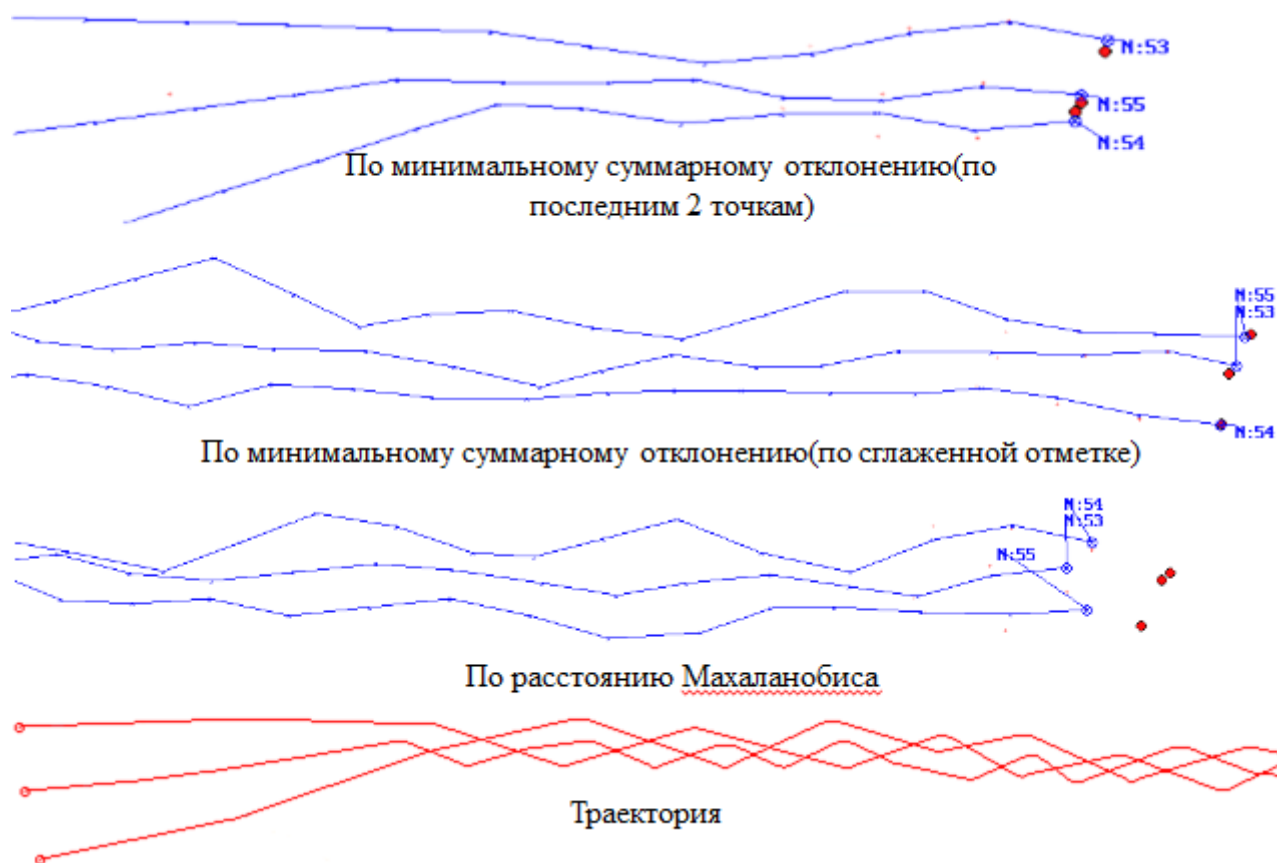 N:53
N:55
N:54
По минимальному суммарному отклонению(по
последним 2 точкам)
N:55
N:53
N:54
По минимальному суммарному отклонению(по сглаженной отметке)
N:54
N:53
N:55
По расстоянию Махаланобиса
Траектория